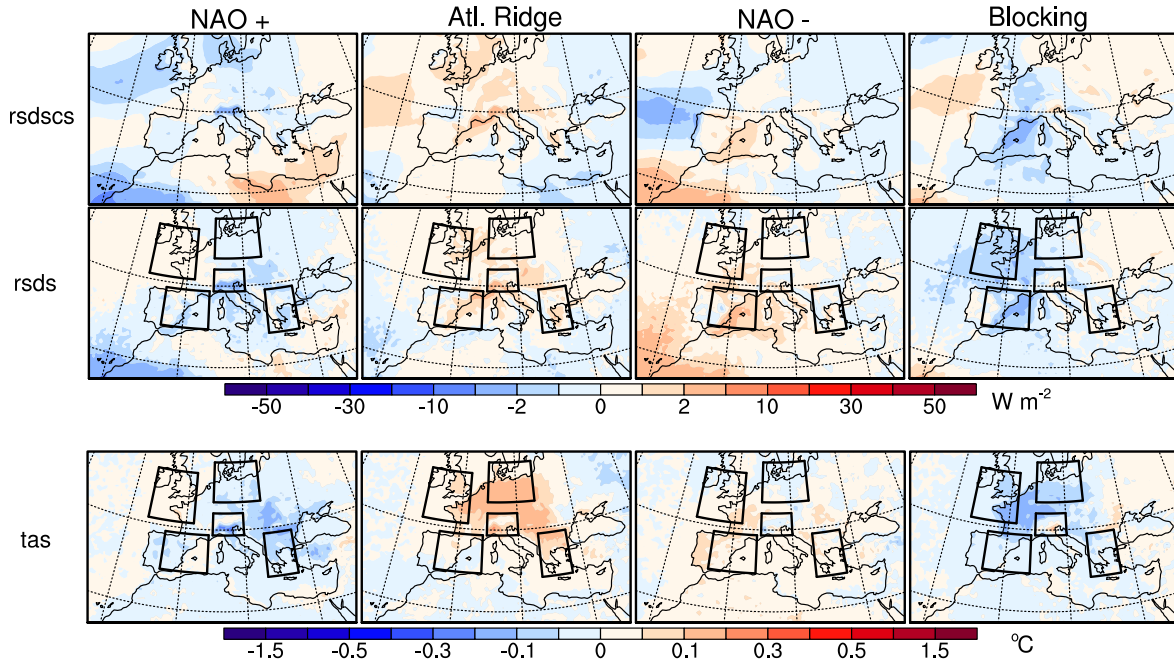 NAO + Atl. Ridge NAO - Blocking
rsdscs
rsds
-50 -30 -10 -2 0 2 10 30 50 W m⁻²
tas
-1.5 -0.5 -0.3 -0.1 0 0.1 0.3 0.5 1.5 °C